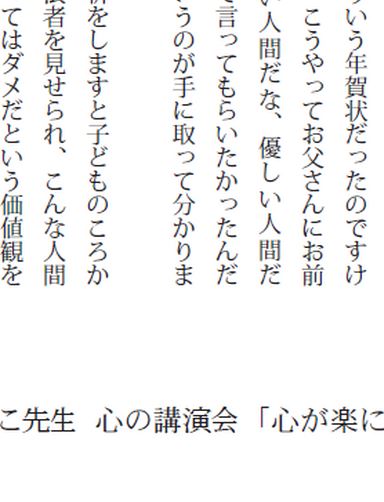 いう年賀状だったのですけ
こうやってお父さんにお前
い人間だな、優しい人間だ
言ってもらいたかったんだ
うのが手に取って分かりま
をしますと子どものころか
者を見せられ、こんな人間
てはダメだという価値観を
こ先生 心の講演会 「心が楽に